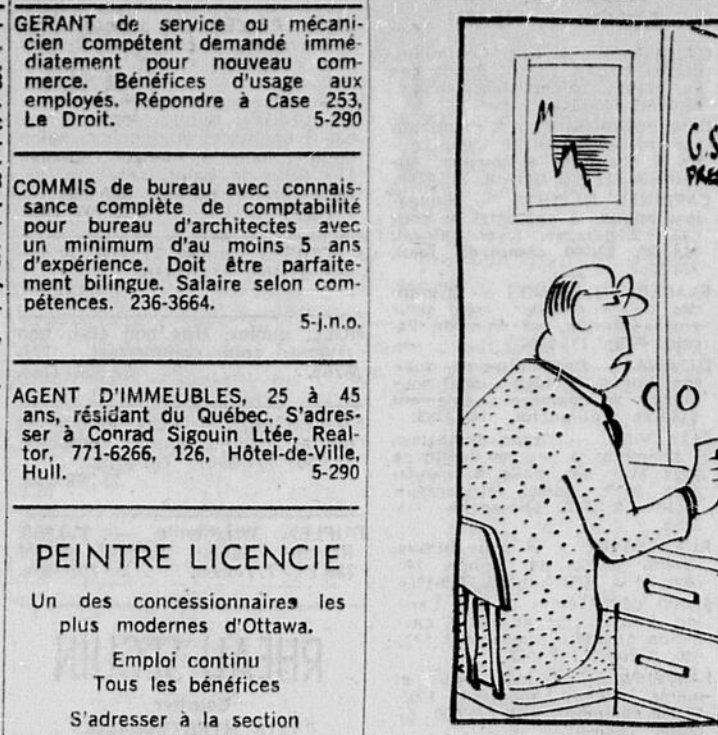 GERANT de service ou mécani-
cien compétent demandé immé-
diatement pour nouveau com-
merce. Bénéfices d'usage aux
employés. Répondre à Case 253,
Le Droit. 5-290
COMMIS de bureau avec connais-
sance complète de comptabilité
pour bureau d'architectes avec
un minimum d'au moins 5 ans
d'expérience. Doit être parfaite-
ment bilingue. Salaire selon com-
pétences. 236-3664.
5-j.n.o.
AGENT D'IMMEUBLES, 25 à 45
ans, résidant du Québec. S'adres-
ser à Conrad Sigouin Ltée, Real-
tor, 771-6266, 126, Hôtel-de-Ville,
Hull. 5-290
PEINTRE LICENCIE
Un des concessionnaires les
plus modernes d'Ottawa.
Emploi continu
Tous les bénéfices
S'adresser à la section
G.S
PRES